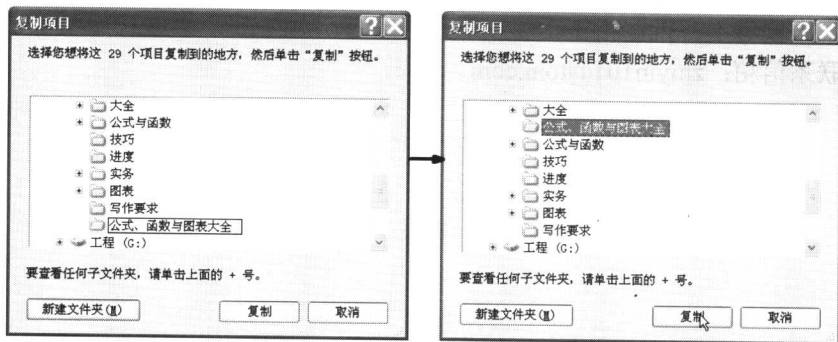 复制项目
选择您想将这 29 个项目复制到的地方，然后单击“复制”按钮。
大全
公式与函数
技巧
进度
实务
图表
写作要求
公式、函数与图表大全
工程 (G:)
要查看任何子文件夹，请单击上面的 + 号。
新建文件夹(M) 复制 取消
复制项目
选择您想将这 29 个项目复制到的地方，然后单击“复制”按钮。
大全
公式、函数与图表大全
公式与函数
技巧
进度
实务
图表
写作要求
工程 (G:)
要查看任何子文件夹，请单击上面的 + 号。
新建文件夹(M) 复制 取消